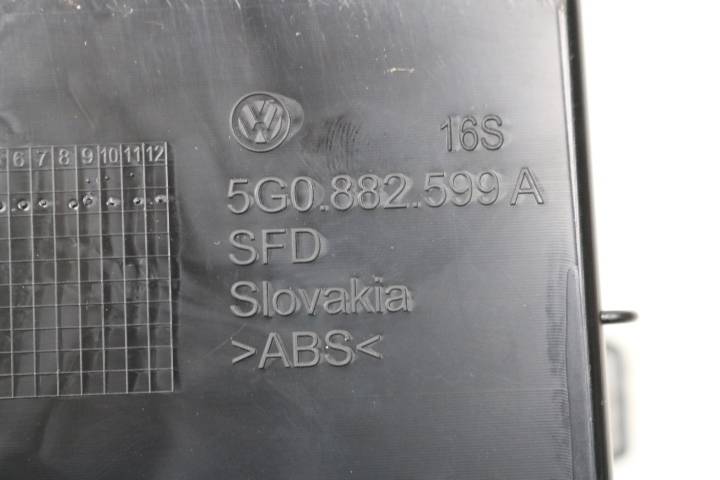 16S
6 7 8 9 10 11 12
5G0.882.599 A
SFD
Slovakia
>ABS<